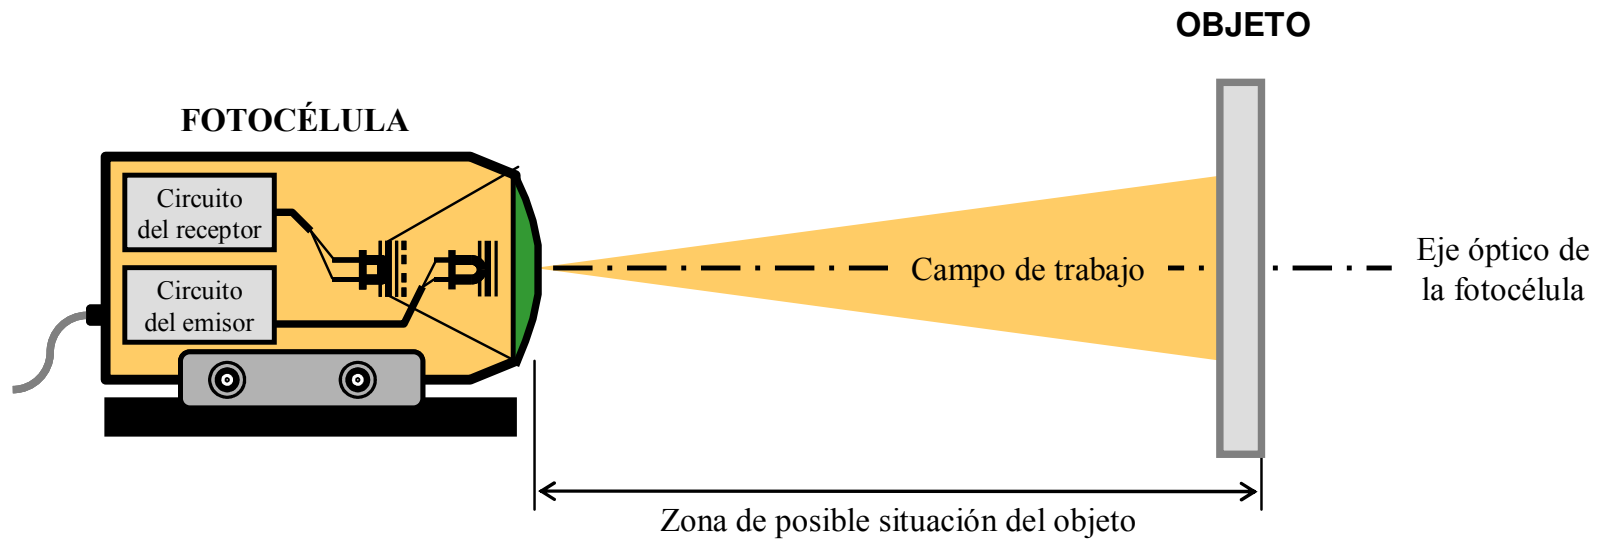 OBJETO
FOTOCÉLULA
Circuito
del receptor
Circuito
del emisor
Campo de trabajo
Eje óptico de
la fotocélula
Zona de posible situación del objeto